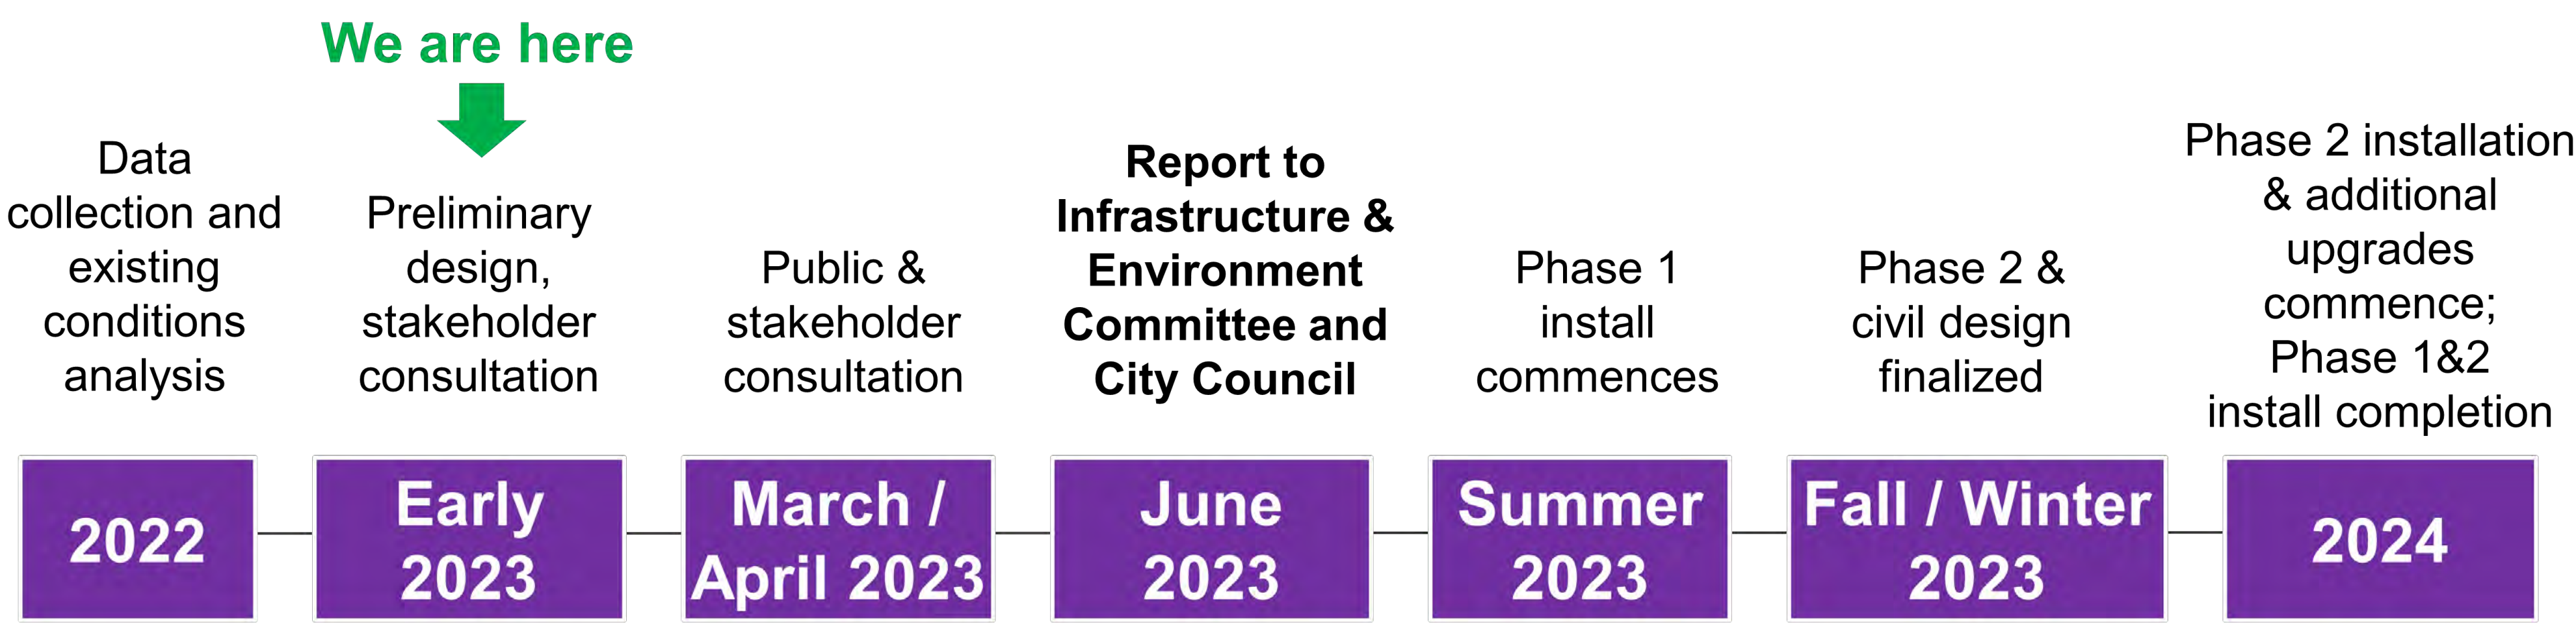 We are here
Data
collection and
existing
conditions
analysis
Preliminary
design,
stakeholder
consultation
Public &
stakeholder
consultation
Report to
Infrastructure &
Environment
Committee and
City Council
Phase 1
install
commences
Phase 2 &
civil design
finalized
Phase 2 installation
& additional
upgrades
commence;
Phase 1&2
install completion
2022
Early
2023
March /
April 2023
June
2023
Summer
2023
Fall / Winter
2023
2024